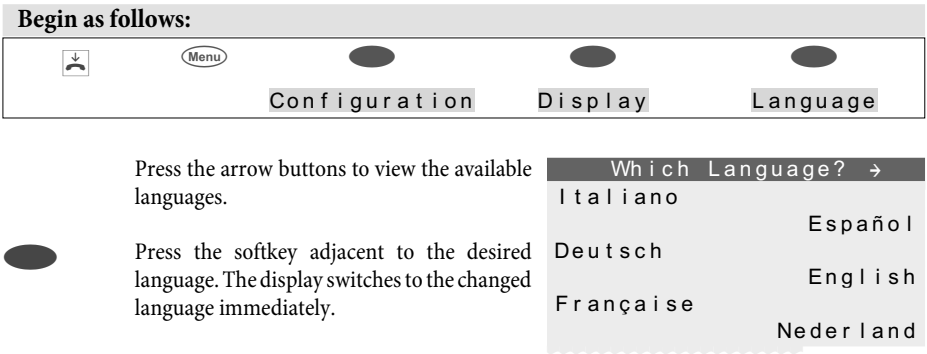 Begin as follows:
Menu
Configuration Display Language
Press the arrow buttons to view the available
languages.
Press the softkey adjacent to the desired
language. The display switches to the changed
language immediately.
Which Language? →
Italiano
Español
Deutsch
English
Française
Nederland